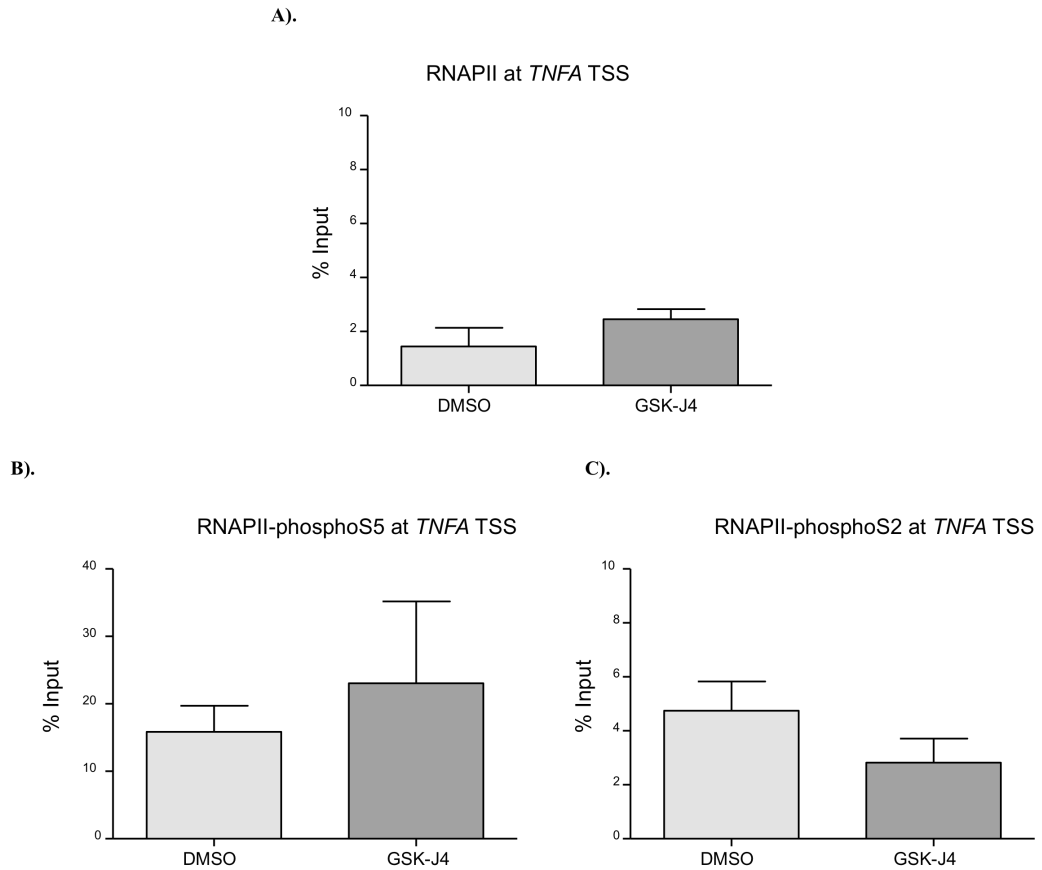 A).
RNAPII at TNFA TSS
10
8
6
4
2
0
% Input
DMSO GSK-J4
B).
RNAPII-phosphoS5 at TNFA TSS
40
30
20
10
0
% Input
DMSO GSK-J4
C).
RNAPII-phosphoS2 at TNFA TSS
10
8
6
4
2
0
% Input
DMSO GSK-J4